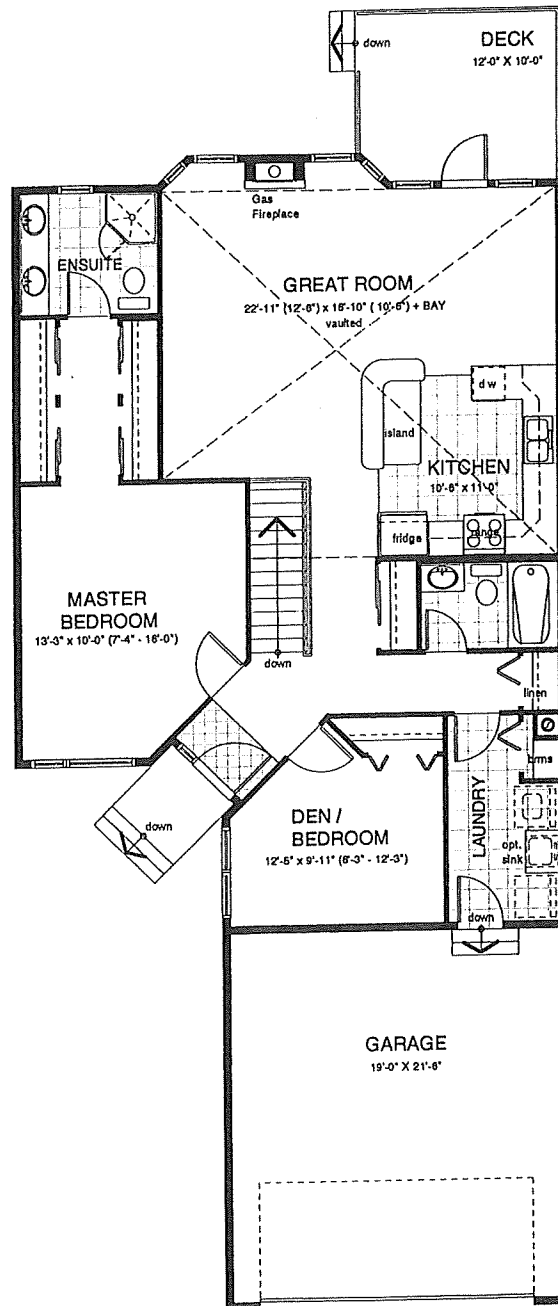 down
DECK
12'-0" X 10'-0"
Gas
Fireplace
ENSUITE
GREAT ROOM
22'-11" (12'-6") x 16'-10" ( 10'-6") + BAY
vaulted
dw
island
KITCHEN
10'-6" x 11'-0"
fridge
range
MASTER
BEDROOM
13'-3" x 10'-0" (7'-4" - 16'-0")
down
linen
brms
down
DEN /
BEDROOM
12'-5" x 9'-11" (6'-3" - 12'-3")
LAUNDRY
opt.
sink
down
GARAGE
19'-0" X 21'-6"